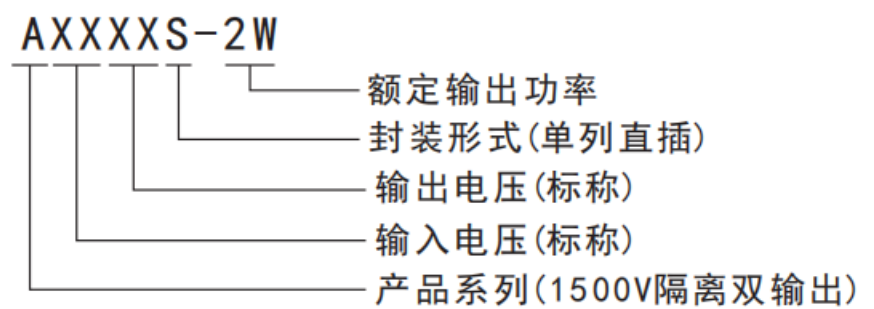 AXXXXS-2W
额定输出功率
封装形式(单列直插)
输出电压(标称)
输入电压(标称)
产品系列(1500V隔离双输出)